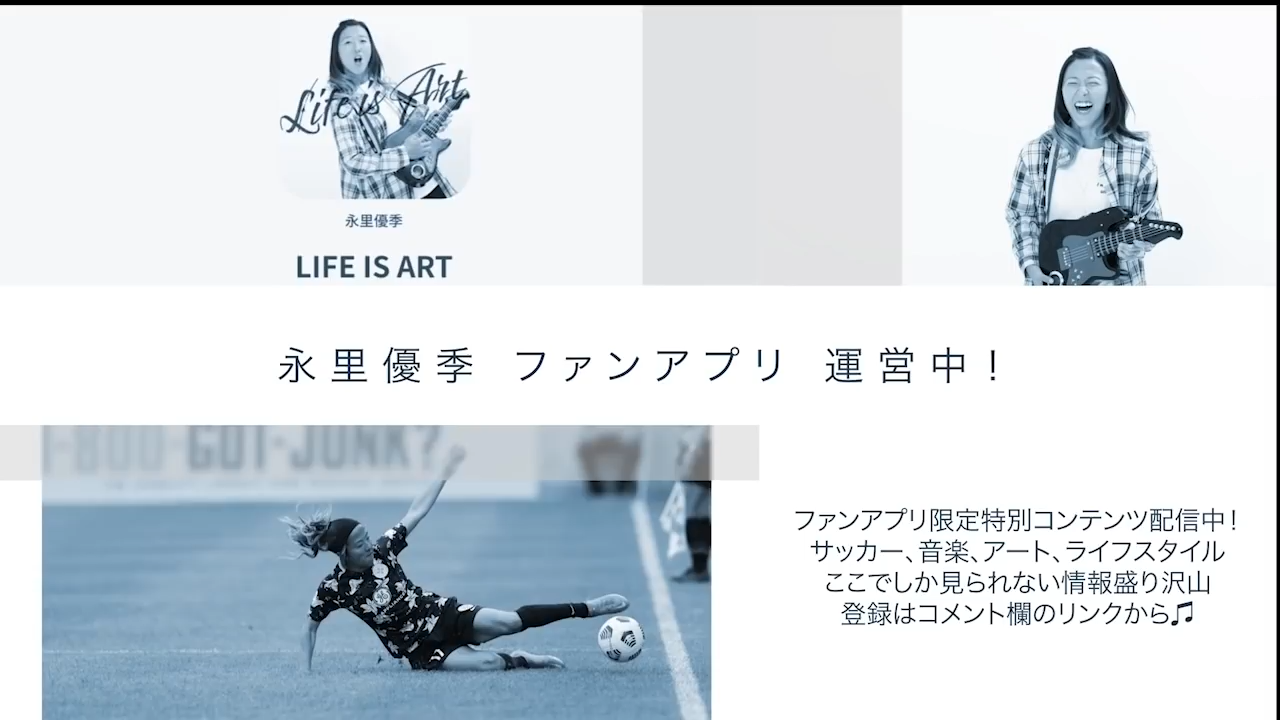 Life is Art
永里優季
LIFE IS ART
永里優季 ファンアプリ 運営中!
1-800-GOT-JUNK?
ファンアプリ限定特別コンテンツ配信中!
サッカー、音楽、アート、ライフスタイル
ここでしか見られない情報盛り沢山
登録はコメント欄のリンクから♫